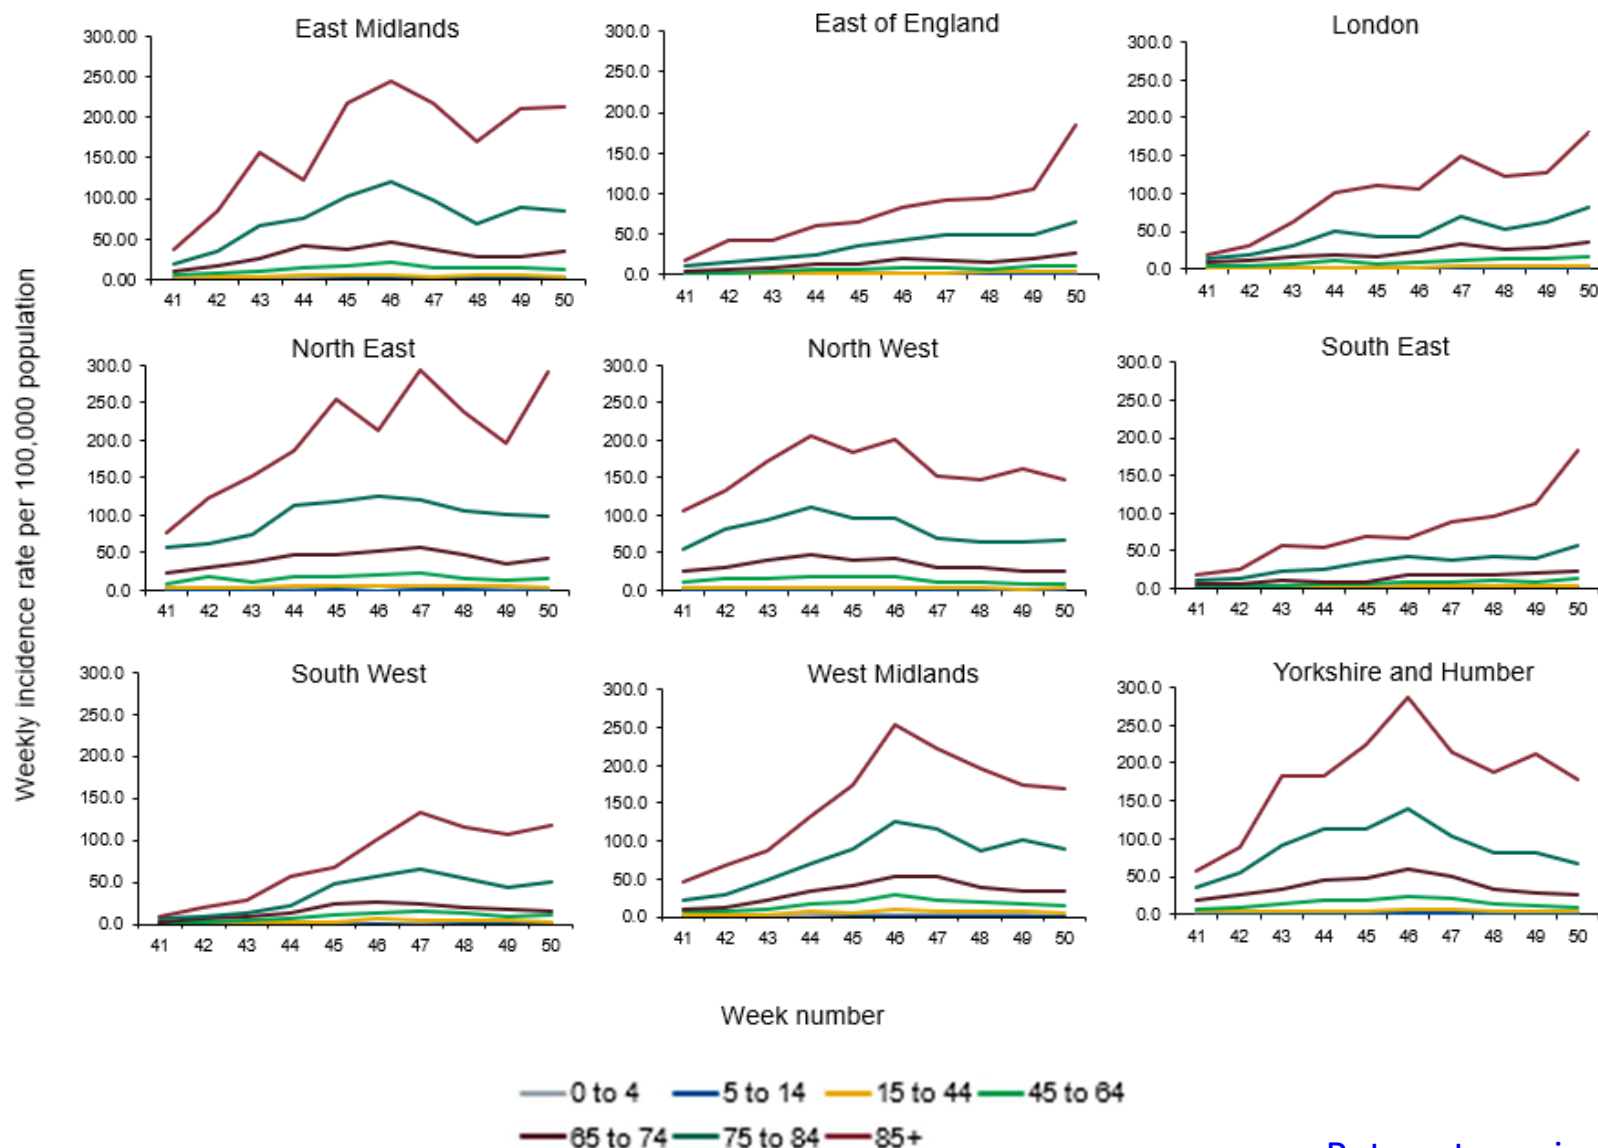 East Midlands
300.00
250.00
200.00
150.00
100.00
50.00
0.00
41 42 43 44 45 46 47 48 49 50
East of England
300.0
250.0
200.0
150.0
100.0
50.0
0.0
41 42 43 44 45 46 47 48 49 50
London
300.0
250.0
200.0
150.0
100.0
50.0
0.0
41 42 43 44 45 46 47 48 49 50
Weekly incidence rate per 100,000 population
North East
300.0
250.0
200.0
150.0
100.0
50.0
0.0
41 42 43 44 45 46 47 48 49 50
North West
300.0
250.0
200.0
150.0
100.0
50.0
0.0
41 42 43 44 45 46 47 48 49 50
South East
300.0
250.0
200.0
150.0
100.0
50.0
0.0
41 42 43 44 45 46 47 48 49 50
South West
300.0
250.0
200.0
150.0
100.0
50.0
0.0
41 42 43 44 45 46 47 48 49 50
West Midlands
300.0
250.0
200.0
150.0
100.0
50.0
0.0
41 42 43 44 45 46 47 48 49 50
Yorkshire and Humber
300.0
250.0
200.0
150.0
100.0
50.0
0.0
41 42 43 44 45 46 47 48 49 50
Week number
0 to 4 5 to 14 15 to 44 45 to 64
65 to 74 75 to 84 85+